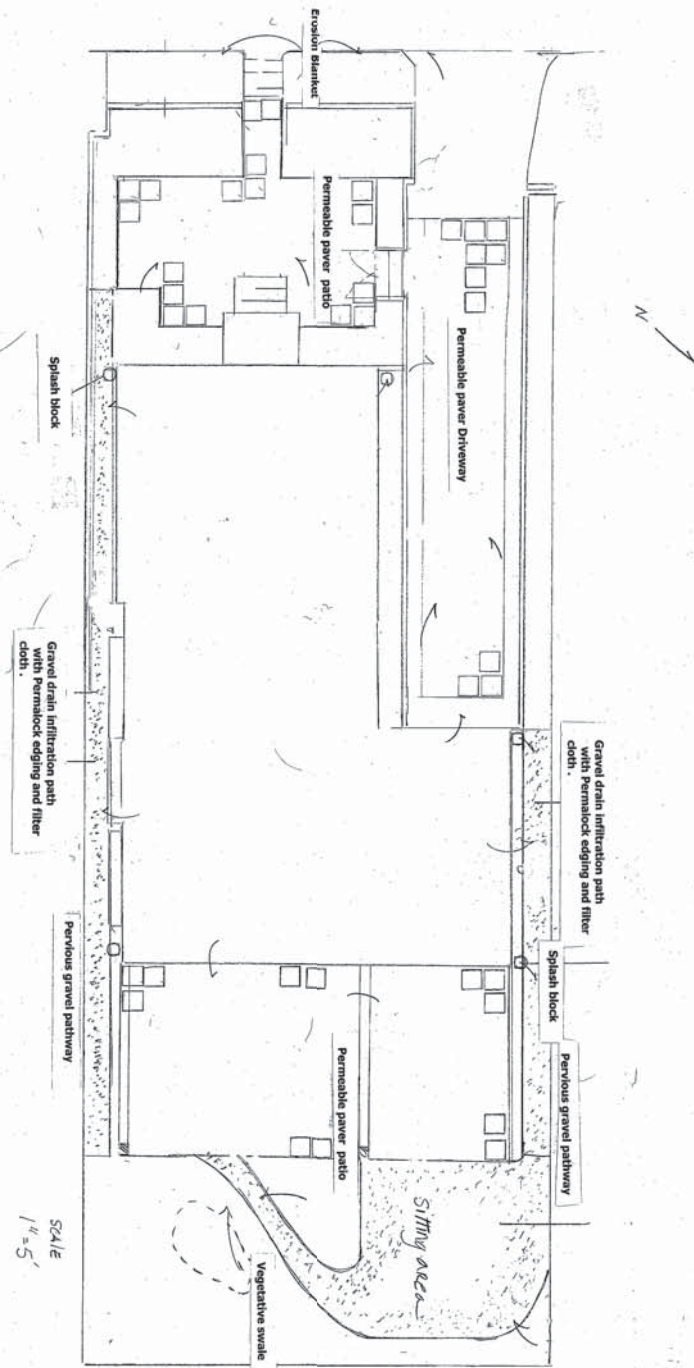 Erosion Blanket
Permeable paver patio
Permeable paver Driveway
N
Splash block
Gravel drain infiltration path
with Permalock edging and filter
cloth .
Gravel drain infiltration path
with Permalock edging and filter
cloth .
Splash block
Pervious gravel pathway
Pervious gravel pathway
Permeable paver patio
Sitting area
Vegetative swale
SCALE
1"=5'